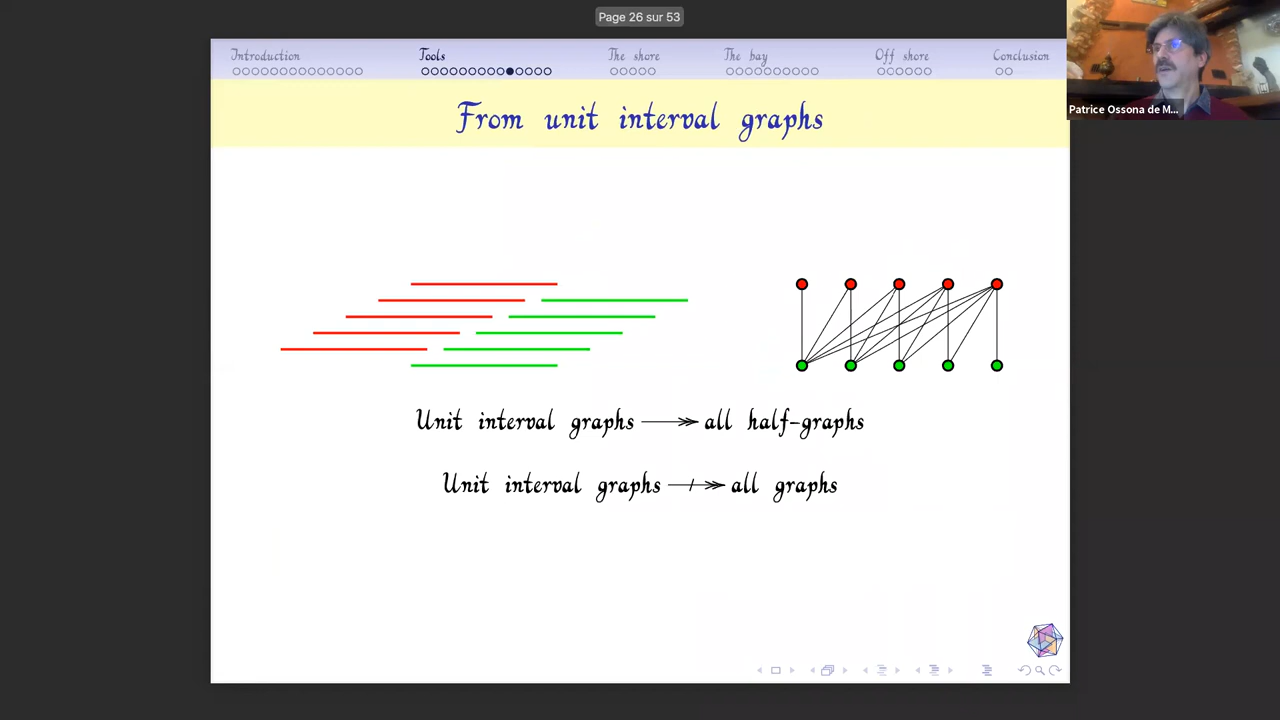 Page 26 sur 53
Patrice Ossona de M...
Introduction Tools The shore The bay Off shore Conclusion
From unit interval graphs
Unit interval graphs → all half-graphs
Unit interval graphs ↛ all graphs